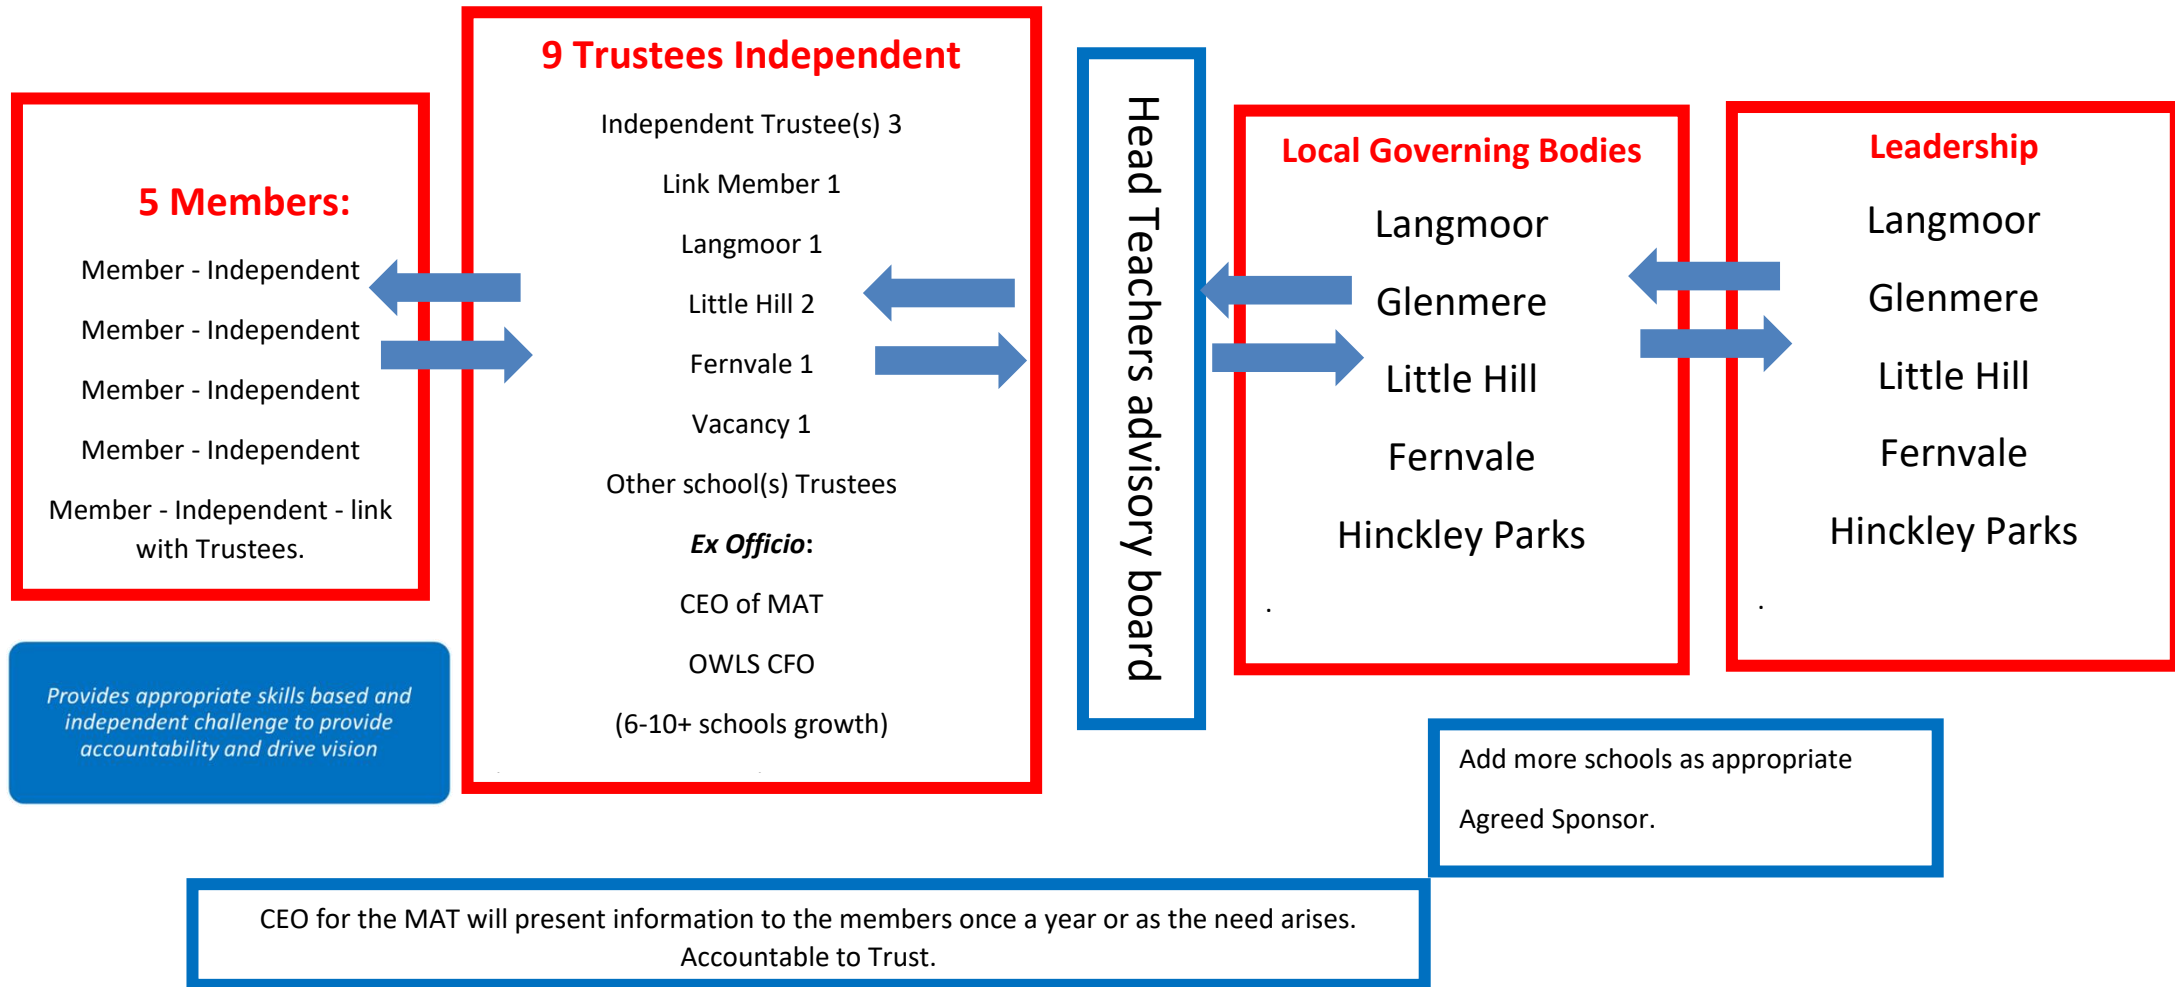 5 Members:
Member - Independent
Member - Independent
Member - Independent
Member - Independent
Member - Independent - link
with Trustees.
Provides appropriate skills based and
independent challenge to provide
accountability and drive vision
9 Trustees Independent
Independent Trustee(s) 3
Link Member 1
Langmoor 1
Little Hill 2
Fernvale 1
Vacancy 1
Other school(s) Trustees
Ex Officio:
CEO of MAT
OWLS CFO
(6-10+ schools growth)
Head Teachers advisory board
Local Governing Bodies
Langmoor
Glenmere
Little Hill
Fernvale
Hinckley Parks
.
Leadership
Langmoor
Glenmere
Little Hill
Fernvale
Hinckley Parks
.
Add more schools as appropriate
Agreed Sponsor.
CEO for the MAT will present information to the members once a year or as the need arises.
Accountable to Trust.